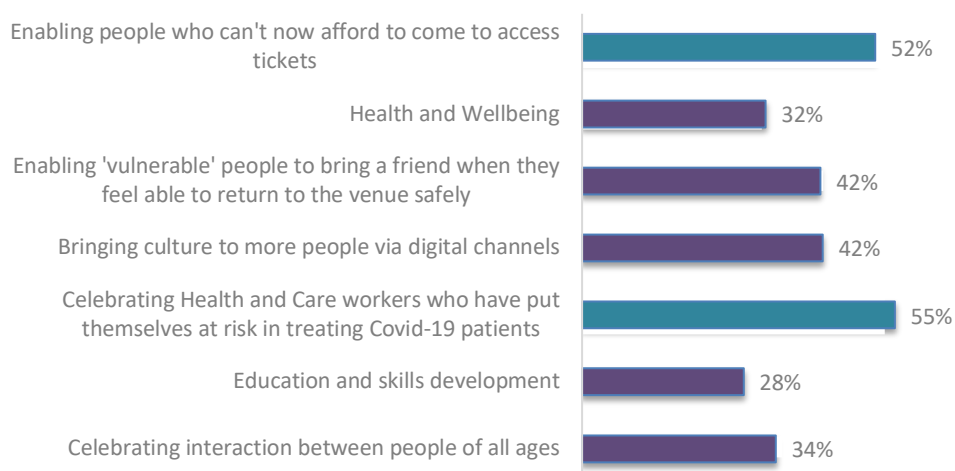 Enabling people who can't now afford to come to access
tickets
52%
Health and Wellbeing
32%
Enabling 'vulnerable' people to bring a friend when they
feel able to return to the venue safely
42%
Bringing culture to more people via digital channels
42%
Celebrating Health and Care workers who have put
themselves at risk in treating Covid-19 patients
55%
Education and skills development
28%
Celebrating interaction between people of all ages
34%